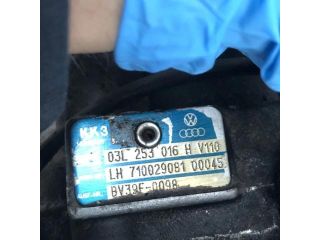 KK3
03L 253 016 H V110
LH 710029081 00045
BV39F-0098